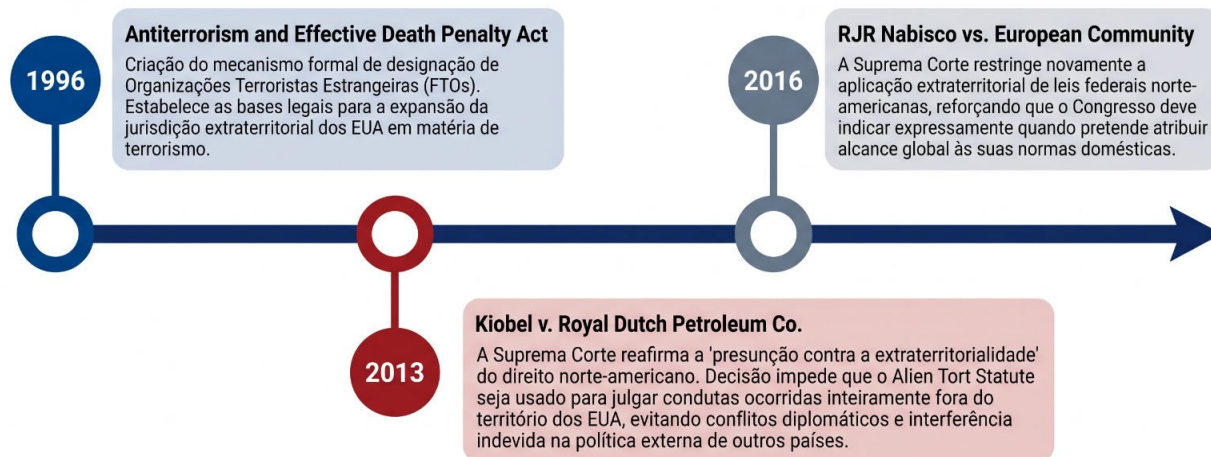 1996
Antiterrorism and Effective Death Penalty Act
Criação do mecanismo formal de designação de
Organizações Terroristas Estrangeiras (FTOs).
Estabelece as bases legais para a expansão da
jurisdição extraterritorial dos EUA em matéria de
terrorismo.
2016
RJR Nabisco vs. European Community
A Suprema Corte restringe novamente a
aplicação extraterritorial de leis federais norte-
americanas, reforçando que o Congresso deve
indicar expressamente quando pretende atribuir
alcance global às suas normas domésticas.
2013
Kiobel v. Royal Dutch Petroleum Co.
A Suprema Corte reafirma a 'presunção contra a extraterritorialidade'
do direito norte-americano. Decisão impede que o Alien Tort Statute
seja usado para julgar condutas ocorridas inteiramente fora do
território dos EUA, evitando conflitos diplomáticos e interferência
indevida na política externa de outros países.